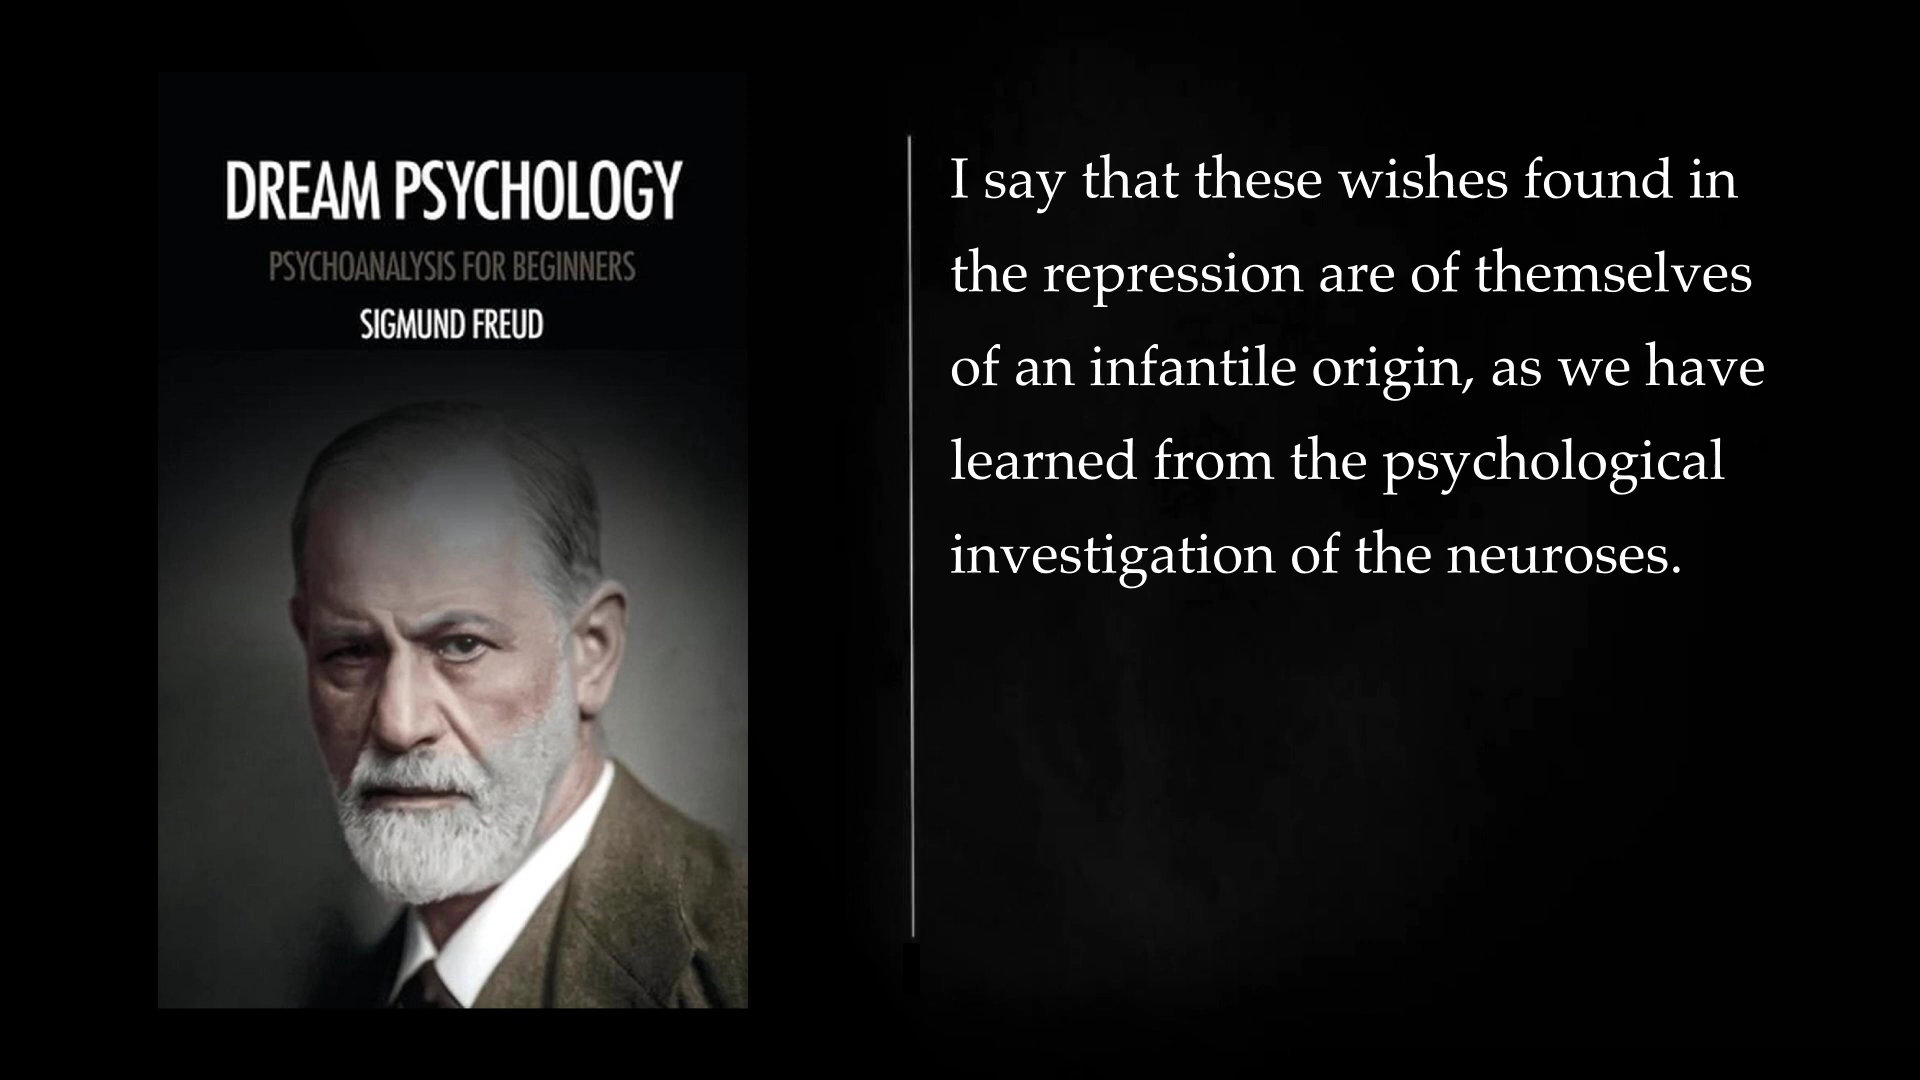 DREAM PSYCHOLOGY
PSYCHOANALYSIS FOR BEGINNERS
SIGMUND FREUD
I say that these wishes found in
the repression are of themselves
of an infantile origin, as we have
learned from the psychological
investigation of the neuroses.